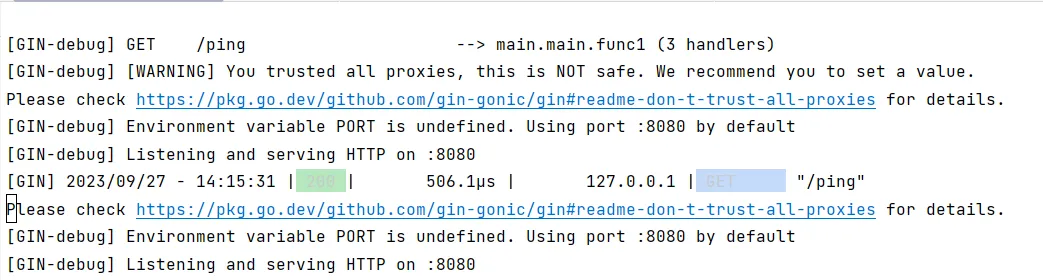 [GIN-debug] GET    /ping                     --> main.main.func1 (3 handlers)
[GIN-debug] [WARNING] You trusted all proxies, this is NOT safe. We recommend you to set a value.
Please check https://pkg.go.dev/github.com/gin-gonic/gin#readme-don-t-trust-all-proxies for details.
[GIN-debug] Environment variable PORT is undefined. Using port :8080 by default
[GIN-debug] Listening and serving HTTP on :8080
[GIN] 2023/09/27 - 14:15:31 | 200 |       506.1µs |       127.0.0.1 | GET      "/ping"
Please check https://pkg.go.dev/github.com/gin-gonic/gin#readme-don-t-trust-all-proxies for details.
[GIN-debug] Environment variable PORT is undefined. Using port :8080 by default
[GIN-debug] Listening and serving HTTP on :8080